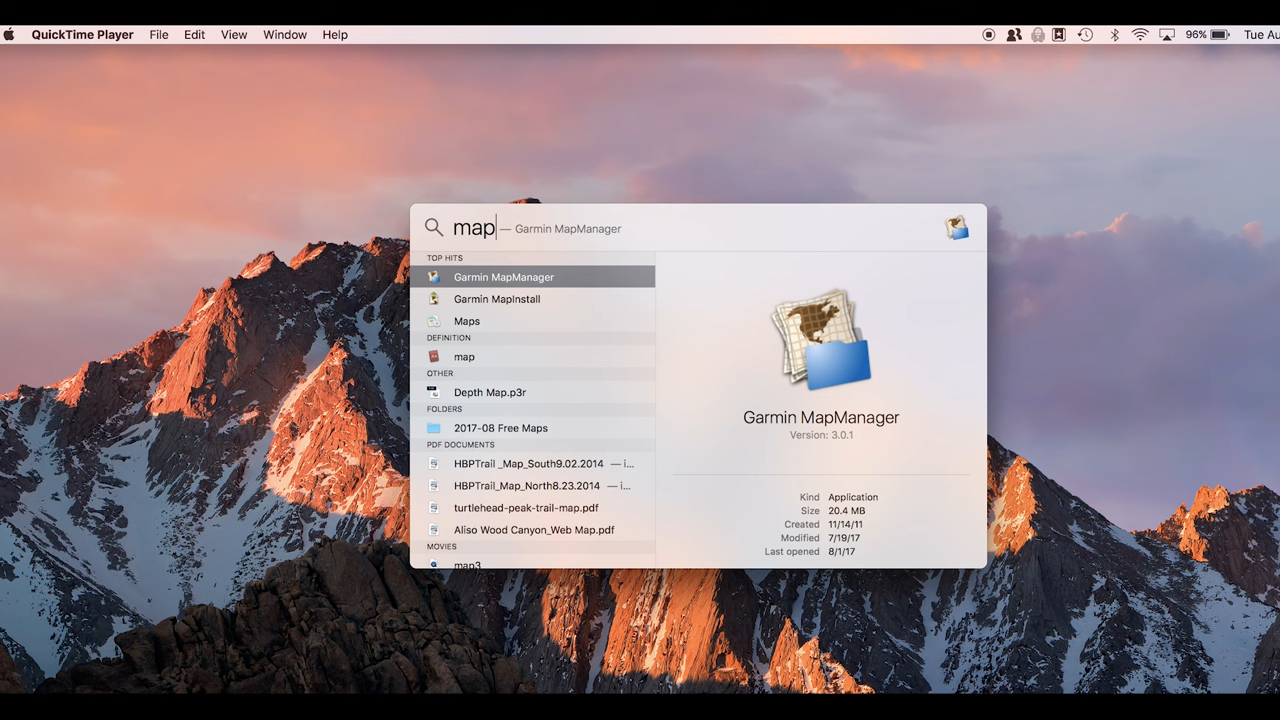 QuickTime Player File Edit View Window Help 96% Tue Au
map — Garmin MapManager
TOP HITS
Garmin MapManager
Garmin MapInstall
Maps
DEFINITION
map
OTHER
Depth Map.p3r
FOLDERS
2017-08 Free Maps
PDF DOCUMENTS
HBPTrail _Map_South9.02.2014 — i...
HBPTrail_Map_North8.23.2014 — i...
turtlehead-peak-trail-map.pdf
Aliso Wood Canyon_Web Map.pdf
MOVIES
map3
Garmin MapManager
Version: 3.0.1
Kind Application
Size 20.4 MB
Created 11/14/11
Modified 7/19/17
Last opened 8/1/17